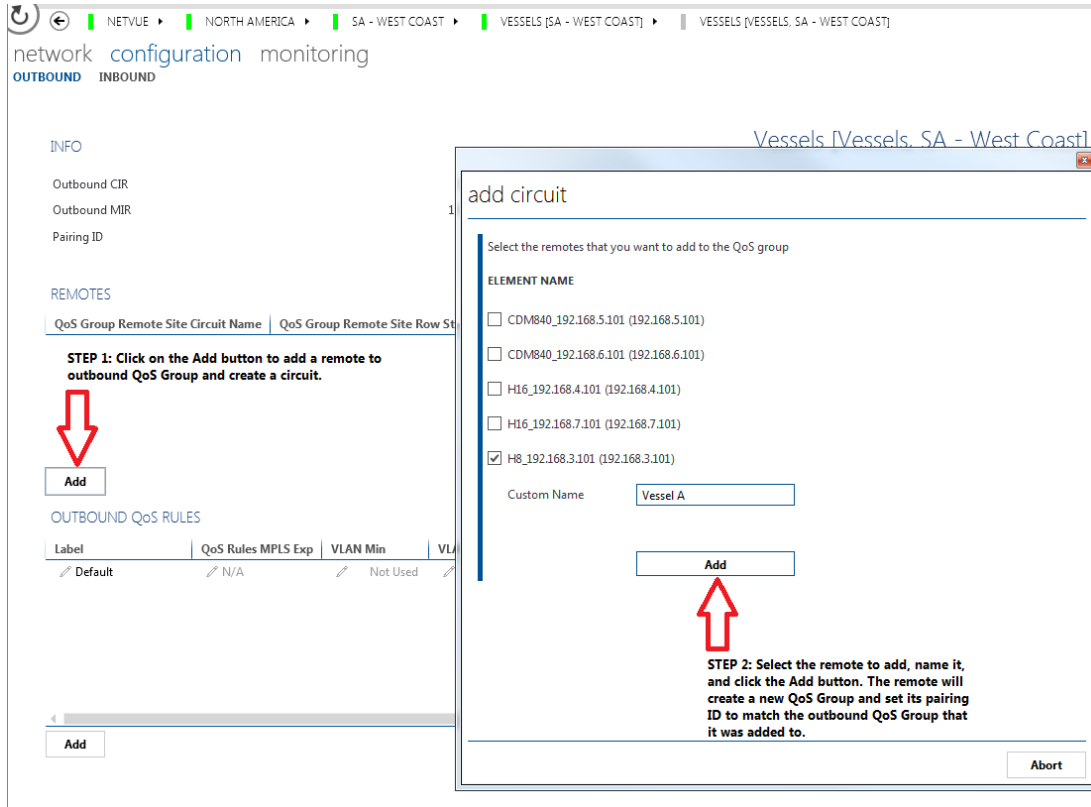 NETVUE NORTH AMERICA SA - WEST COAST VESSELS [SA - WEST COAST] VESSELS [VESSELS, SA - WEST COAST]
network configuration monitoring
OUTBOUND INBOUND
Vessels [Vessels, SA - West Coast]
INFO
Outbound CIR
Outbound MIR 1
Pairing ID
REMOTES
QoS Group Remote Site Circuit Name QoS Group Remote Site Row St
STEP 1: Click on the Add button to add a remote to
outbound QoS Group and create a circuit.
Add
OUTBOUND QoS RULES
Label QoS Rules MPLS Exp VLAN Min VLA
Default N/A Not Used
Add
add circuit
Select the remotes that you want to add to the QoS group
ELEMENT NAME
CDM840_192.168.5.101 (192.168.5.101)
CDM840_192.168.6.101 (192.168.6.101)
H16_192.168.4.101 (192.168.4.101)
H16_192.168.7.101 (192.168.7.101)
H8_192.168.3.101 (192.168.3.101)
Custom Name Vessel A
Add
STEP 2: Select the remote to add, name it,
and click the Add button. The remote will
create a new QoS Group and set its pairing
ID to match the outbound QoS Group that
it was added to.
Abort